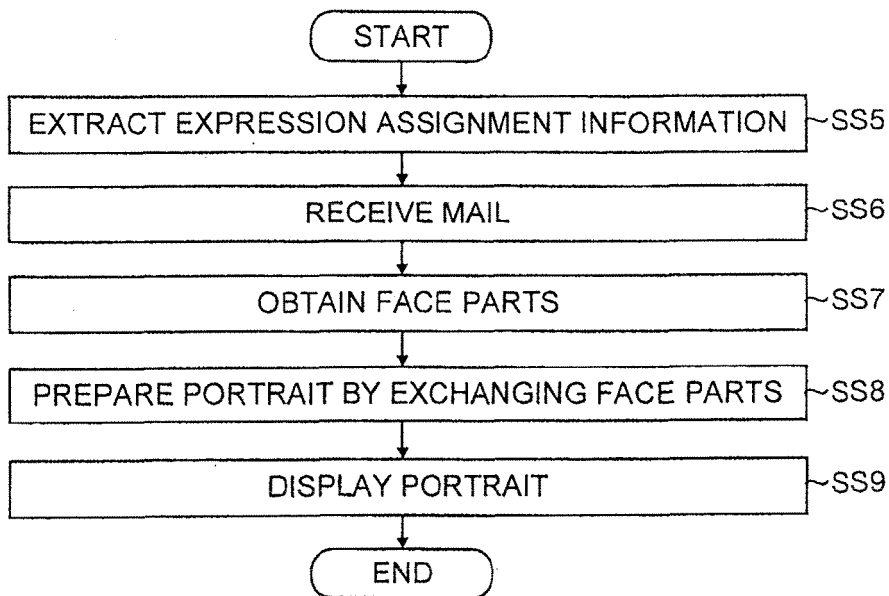 START
EXTRACT EXPRESSION ASSIGNMENT INFORMATION ~SS5
RECEIVE MAIL ~SS6
OBTAIN FACE PARTS ~SS7
PREPARE PORTRAIT BY EXCHANGING FACE PARTS ~SS8
DISPLAY PORTRAIT ~SS9
END